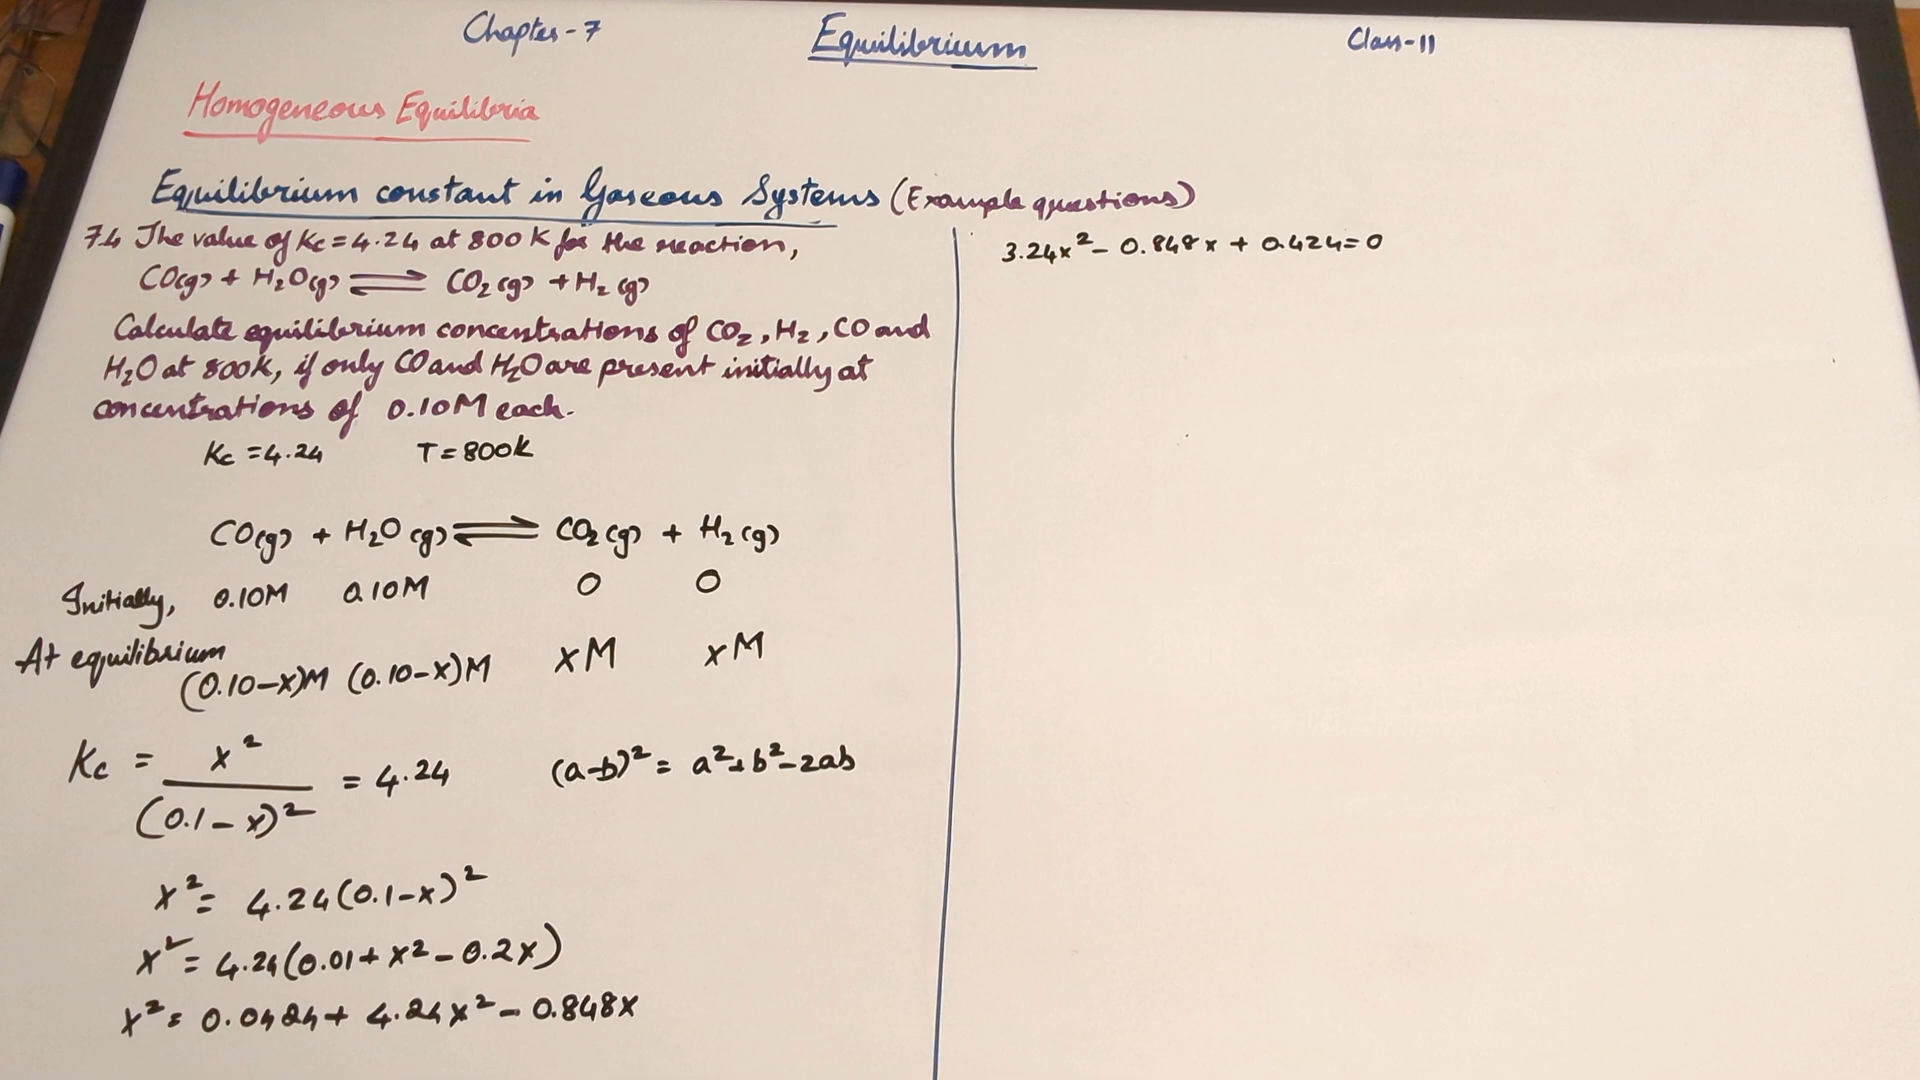 Chapter-7 Equilibrium Class-11
Homogeneous Equilibria
Equilibrium constant in Gaseous Systems (Example questions)
7.4 The value of Kc = 4.24 at 800 K for the reaction,
CO(g) + H₂O(g) ⇌ CO₂(g) + H₂(g)
Calculate equilibrium concentrations of CO₂, H₂, CO and
H₂O at 800K, if only CO and H₂O are present initially at
concentrations of 0.10M each.
Kc = 4.24 T = 800K
CO(g) + H₂O(g) ⇌ CO₂(g) + H₂(g)
Initially, 0.10M 0.10M 0 0
At equilibrium
(0.10-x)M (0.10-x)M xM xM
Kc = x² / (0.1-x)² = 4.24 (a-b)² = a²+b²-2ab
x² = 4.24(0.1-x)²
x² = 4.24(0.01 + x² - 0.2x)
x² = 0.0424 + 4.24x² - 0.848x
3.24x² - 0.848x + 0.424 = 0